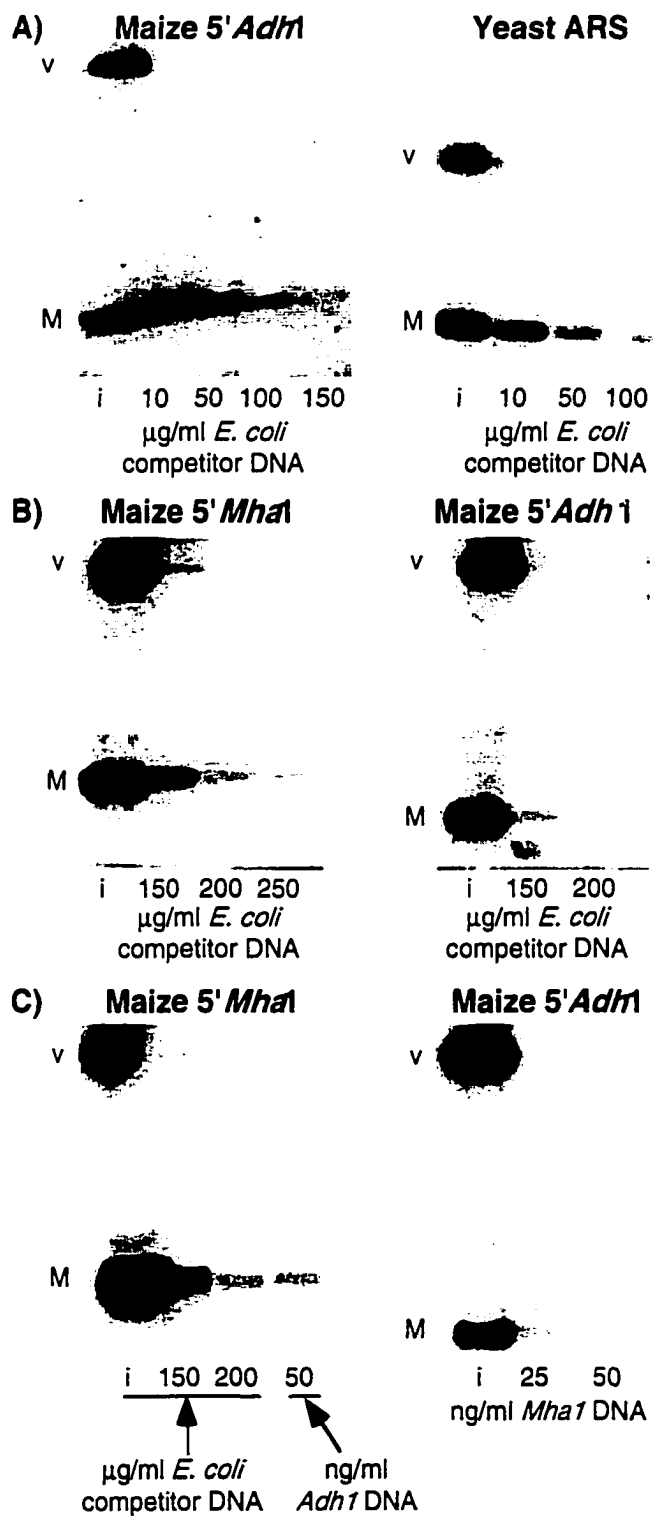 A) Maize 5'Adh1 Yeast ARS
v
v
M M
i 10 50 100 150 i 10 50 100
µg/ml E. coli µg/ml E. coli
competitor DNA competitor DNA
B) Maize 5'Mha1 Maize 5'Adh 1
v v
M
M
i 150 200 250 i 150 200
µg/ml E. coli µg/ml E. coli
competitor DNA competitor DNA
C) Maize 5'Mha1 Maize 5'Adh1
v v
M
M
i 150 200 50 i 25 50
ng/ml Mha1 DNA
µg/ml E. coli ng/ml
competitor DNA Adh1 DNA